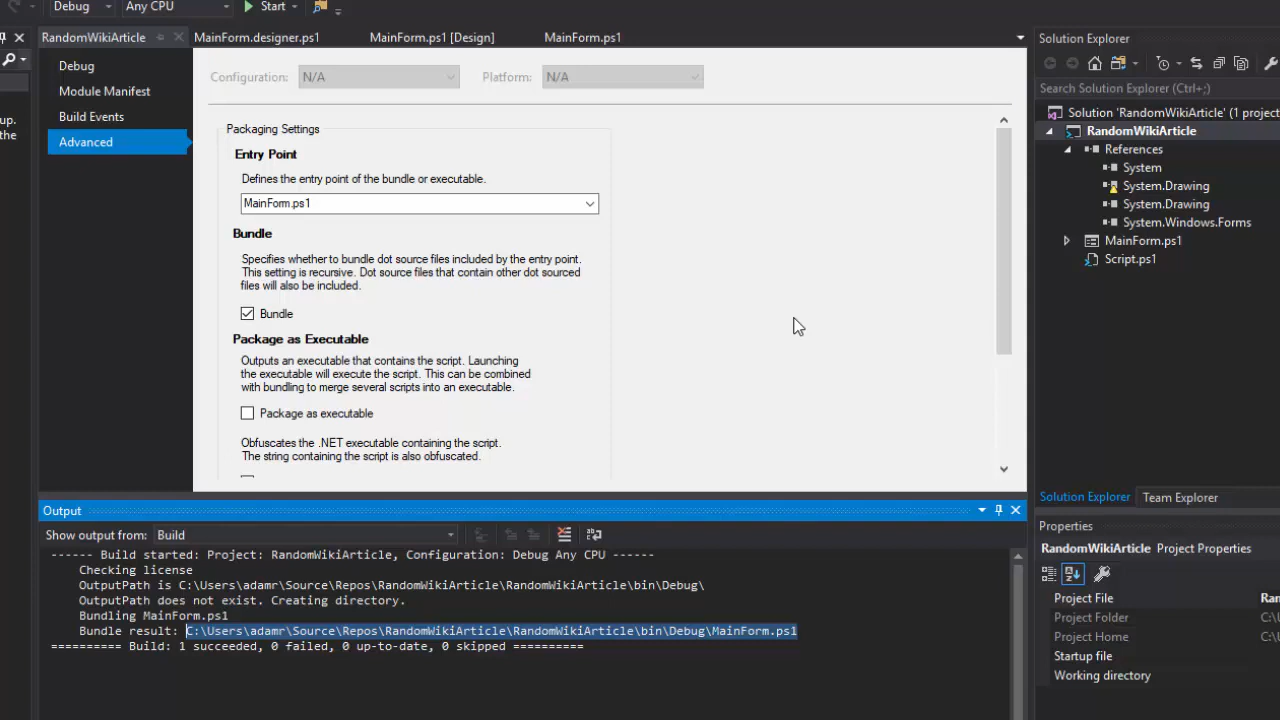 Debug
Any CPU
Start
up.
the
RandomWikiArticle
MainForm.designer.ps1
MainForm.ps1 [Design]
MainForm.ps1
Debug
Module Manifest
Build Events
Advanced
Configuration:
N/A
Platform:
N/A
Packaging Settings
Entry Point
Defines the entry point of the bundle or executable.
MainForm.ps1
Bundle
Specifies whether to bundle dot source files included by the entry point.
This setting is recursive. Dot source files that contain other dot sourced
files will also be included.
Bundle
Package as Executable
Outputs an executable that contains the script. Launching
the executable will execute the script. This can be combined
with bundling to merge several scripts into an executable.
Package as executable
Obfuscates the .NET executable containing the script.
The string containing the script is also obfuscated.
Output
Show output from:
Build
------ Build started: Project: RandomWikiArticle, Configuration: Debug Any CPU ------
Checking license
OutputPath is C:\Users\adamr\Source\Repos\RandomWikiArticle\RandomWikiArticle\bin\Debug\
OutputPath does not exist. Creating directory.
Bundling MainForm.ps1
Bundle result: C:\Users\adamr\Source\Repos\RandomWikiArticle\RandomWikiArticle\bin\Debug\MainForm.ps1
========== Build: 1 succeeded, 0 failed, 0 up-to-date, 0 skipped ==========
Solution Explorer
Search Solution Explorer (Ctrl+;)
Solution 'RandomWikiArticle' (1 project
RandomWikiArticle
References
System
System.Drawing
System.Drawing
System.Windows.Forms
MainForm.ps1
Script.ps1
Solution Explorer
Team Explorer
Properties
RandomWikiArticle Project Properties
Project File
Ran
Project Folder
C:\U
Project Home
C:\U
Startup file
Working directory